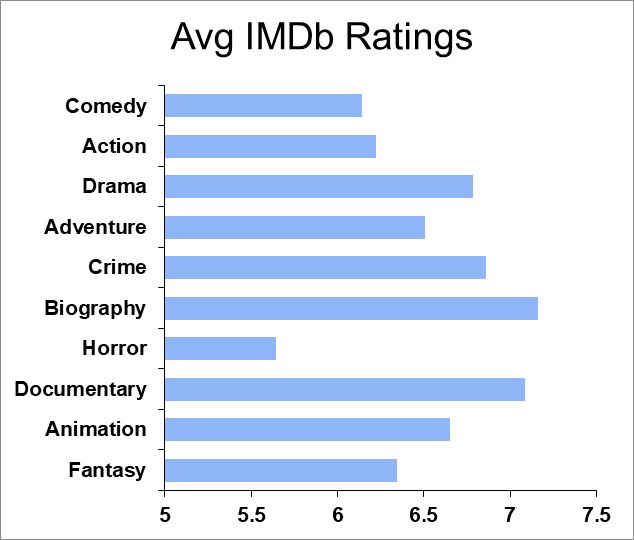 Avg IMDb Ratings
Comedy
Action
Drama
Adventure
Crime
Biography
Horror
Documentary
Animation
Fantasy
5 5.5 6 6.5 7 7.5